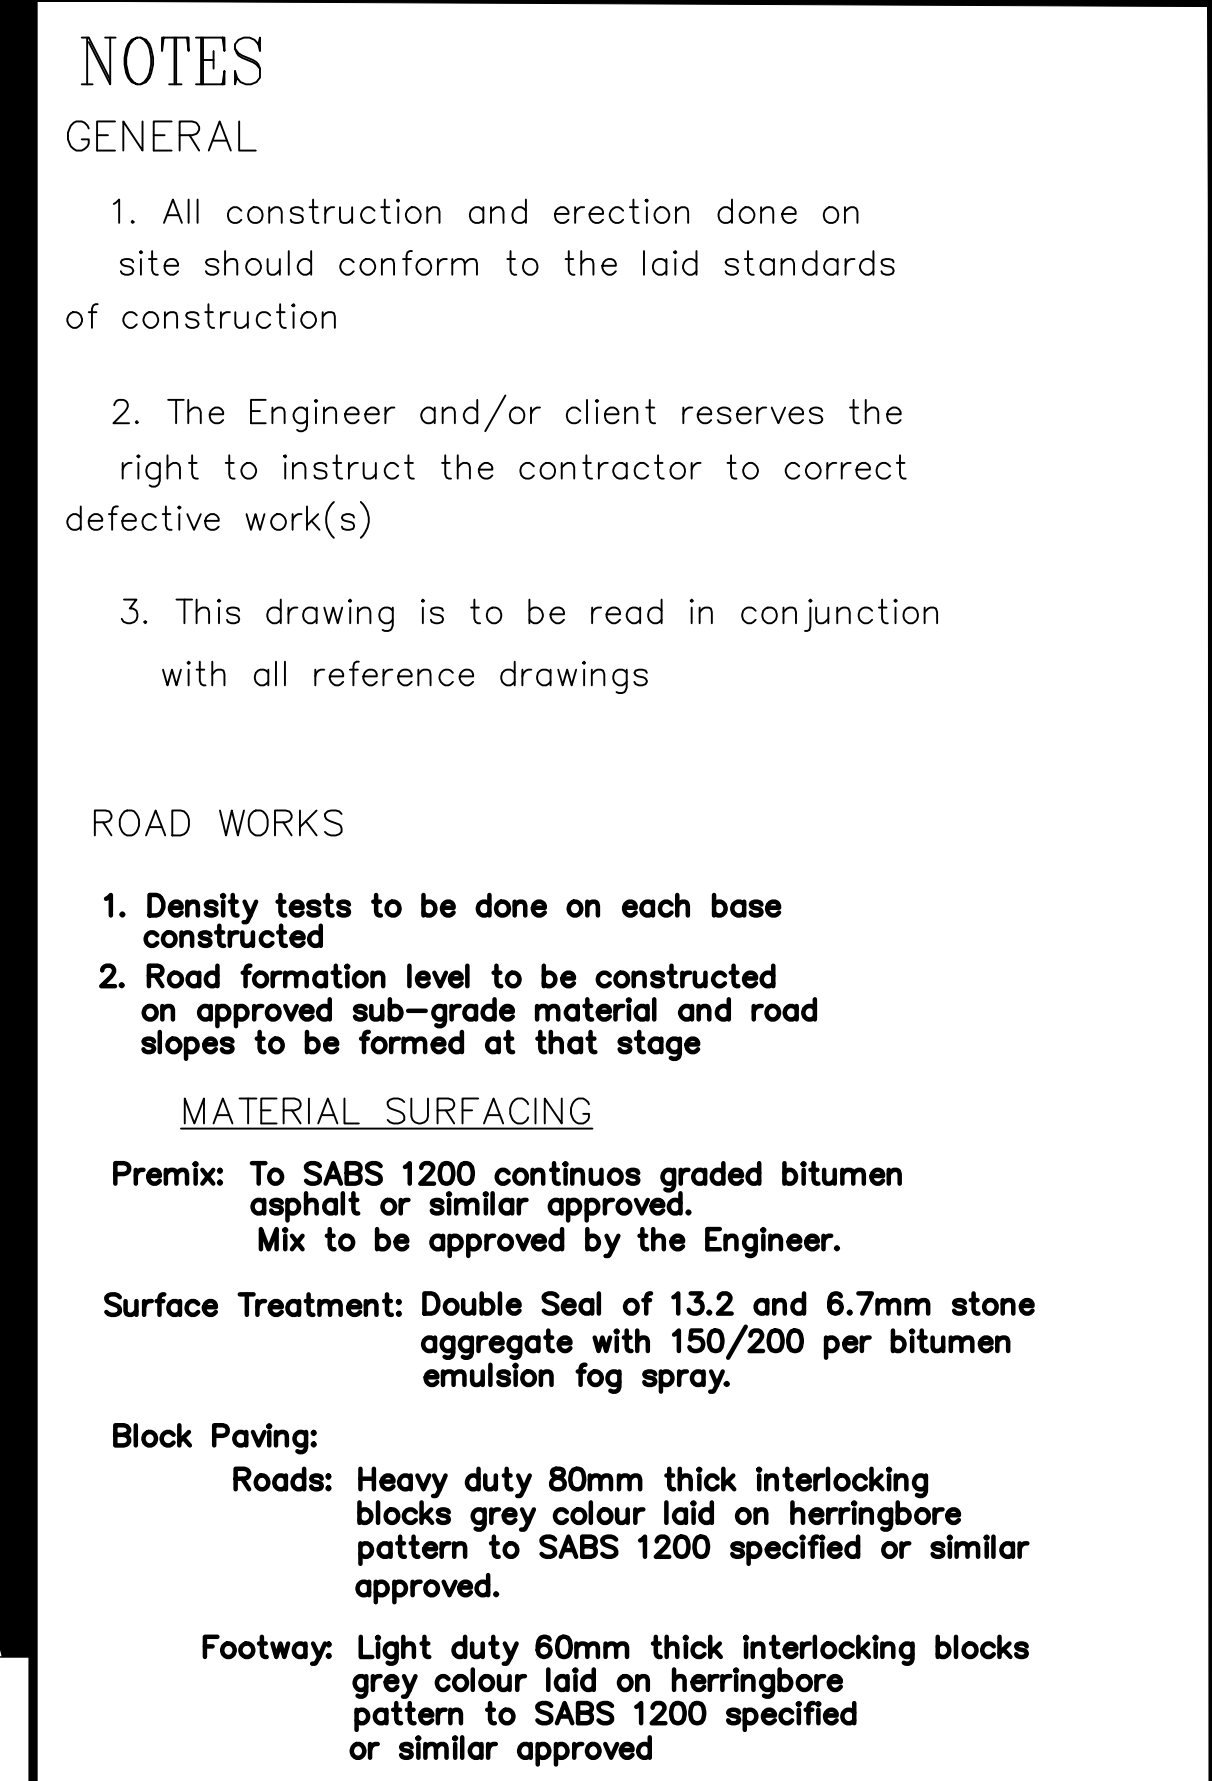 NOTES
GENERAL
1. All construction and erection done on
site should conform to the laid standards
of construction
2. The Engineer and/or client reserves the
right to instruct the contractor to correct
defective work(s)
3. This drawing is to be read in conjunction
with all reference drawings
ROAD WORKS
1. Density tests to be done on each base
constructed
2. Road formation level to be constructed
on approved sub-grade material and road
slopes to be formed at that stage
MATERIAL SURFACING
Premix: To SABS 1200 continuos graded bitumen
asphalt or similar approved.
Mix to be approved by the Engineer.
Surface Treatment: Double Seal of 13.2 and 6.7mm stone
aggregate with 150/200 per bitumen
emulsion fog spray.
Block Paving:
Roads: Heavy duty 80mm thick interlocking
blocks grey colour laid on herringbore
pattern to SABS 1200 specified or similar
approved.
Footway: Light duty 60mm thick interlocking blocks
grey colour laid on herringbore
pattern to SABS 1200 specified
or similar approved